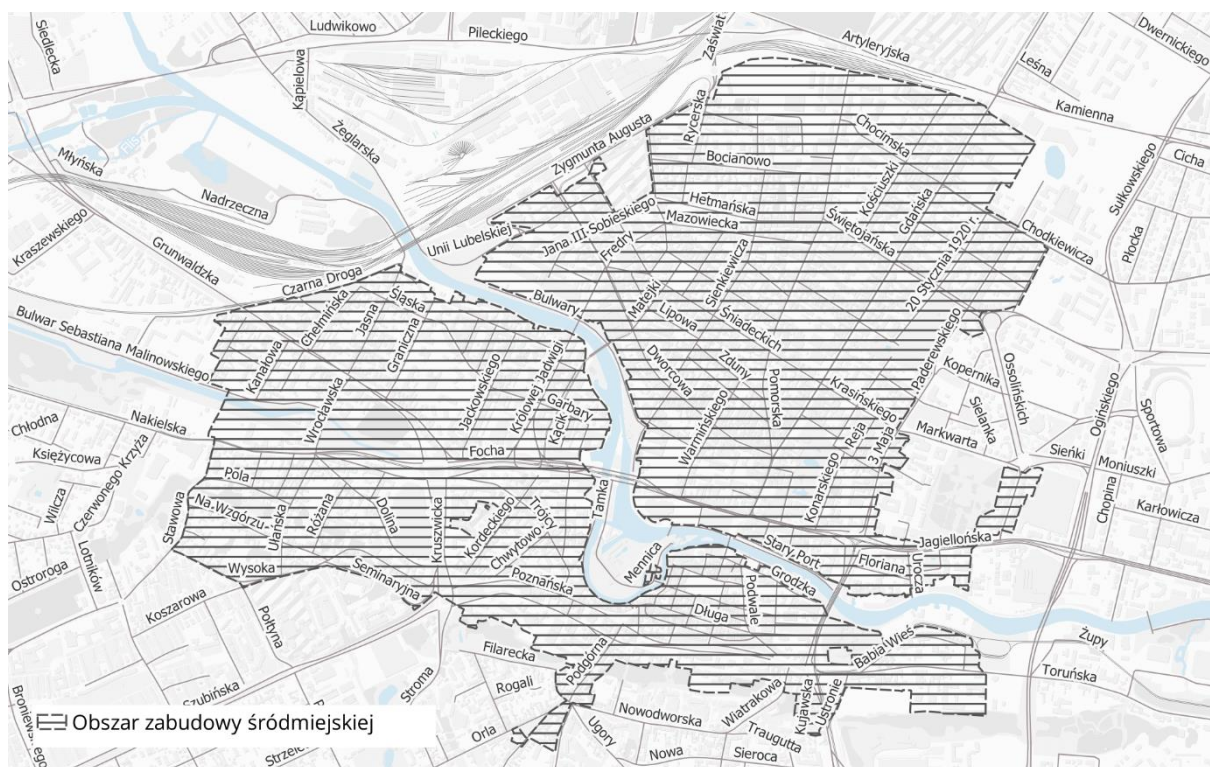 Ludwikowo
Pileckiego
Siedlecka
Kąpielowa
Zaświat
Artyleryjska
Dwernickiego
Leśna
Kamienna
Żeglarska
Zygmunta Augusta
Rycerska
Chocimska
Cicha
Sułkowskiego
Młyńska
Flis
Nadrzeczna
Bocianowo
Kościuszki
Gdańska
Kraszewskiego
Grunwaldzka
Unii Lubelskiej
Jana III Sobieskiego
Hetmańska
Mazowiecka
Świętojańska
Chodkiewicza
Płocka
Czarna Droga
Fredry
Sienkiewicza
20 Stycznia 1920 r.
Bulwar Sebastiana Malinowskiego
Chełmińska
Jasna
Śląska
Graniczna
Bulwary
Matejki
Lipowa
Śniadeckich
Paderewskiego
Kanałowa
Wrocławska
Jackowskiego
Królowej Jadwigi
Garbary
Kącik
Dworcowa
Zduny
Pomorska
Krasińskiego
Kopernika
Ossolińskich
Ogińskiego
Sportowa
Chłodna
Nakielska
Warmińskiego
Reja
3 Maja
Markwarta
Sielanka
Księżycowa
Czerwonego Krzyża
Focha
Konarskiego
Sieńki
Moniuszki
Wilcza
Pola
Na Wzgórzu
Ułańska
Różana
Dolina
Kruszwicka
Kordeckiego
Trójcy
Chwytowo
Tamka
Chopina
Karłowicza
Stawowa
Lotników
Ostroroga
Wysoka
Seminaryjna
Poznańska
Mennica
Stary Port
Grodzka
Jagiellońska
Floriana
Urocza
Koszarowa
Połtyna
Długa
Podwale
Babia Wieś
Żupy
Toruńska
Filarecka
Podgórna
Stroma
Rogali
Szubińska
Wiatrakowa
Kujawska
Ustronie
Nowodworska
Traugutta
Orla
Ugory
Nowa
Sieroca
Obszar zabudowy śródmiejskiej